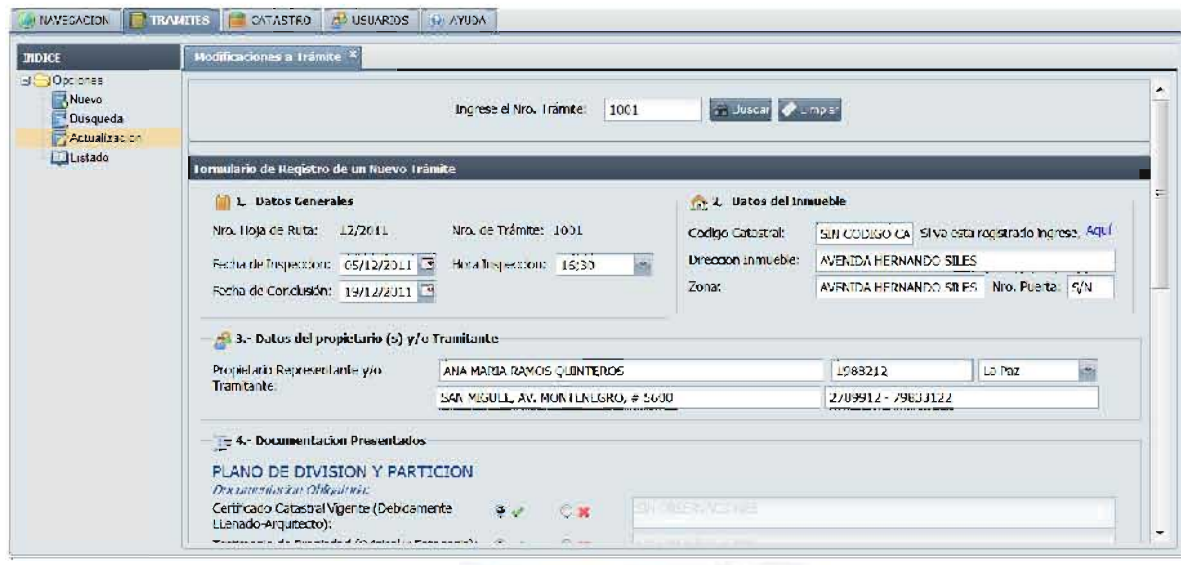 NAVEGACION TRAMITES CATASTRO USUARIOS AYUDA
INDICE
Opciones
Nuevo
Busqueda
Actualizacion
Listado
Modificaciones a Trámite
Ingrese el Nro. Trámite: 1001 Buscar Limpiar
Formulario de Registro de un Nuevo Trámite
1. Datos Generales
Nro. Hoja de Ruta: 12/2011 Nro. de Trámite: 1001
Fecha de Inspeccion: 05/12/2011 Hora Inspeccion: 16:30
Fecha de Conclusión: 19/12/2011
2. Datos del Inmueble
Codigo Catastral: SIN CODIGO CA Si ya esta registrado ingrese, Aquí
Direccion Inmueble: AVENIDA HERNANDO SILES
Zona: AVENIDA HERNANDO SILES Nro. Puerta: S/N
3.- Datos del propietario (s) y/o Tramitante
Propietario Representante y/o Tramitante: ANA MARIA RAMOS QUINTEROS 1988212 La Paz
SAN MIGUEL, AV. MONTENEGRO, # 5600 2789912 - 79833122
4.- Documentacion Presentados
PLANO DE DIVISION Y PARTICION
Documentacion Obligatoria:
Certificado Catastral Vigente (Debidamente
LLenado-Arquitecto): SIN OBSERVACIONES